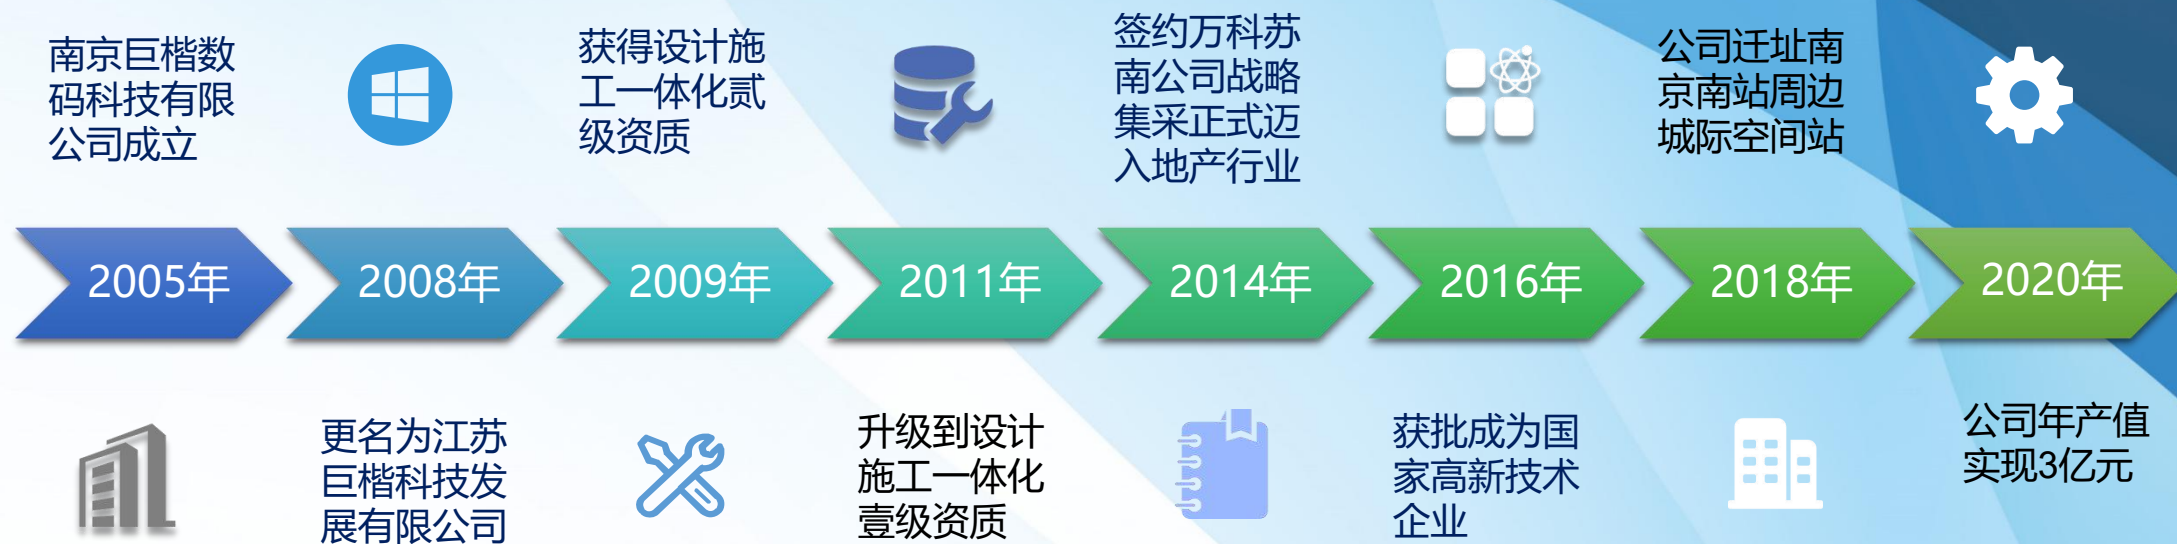 南京巨楷数
码科技有限
公司成立
获得设计施
工一体化贰
级资质
签约万科苏
南公司战略
集采正式迈
入地产行业
公司迁址南
京南站周边
城际空间站
2005年
2008年
2009年
2011年
2014年
2016年
2018年
2020年
更名为江苏
巨楷科技发
展有限公司
升级到设计
施工一体化
壹级资质
获批成为国
家高新技术
企业
公司年产值
实现3亿元